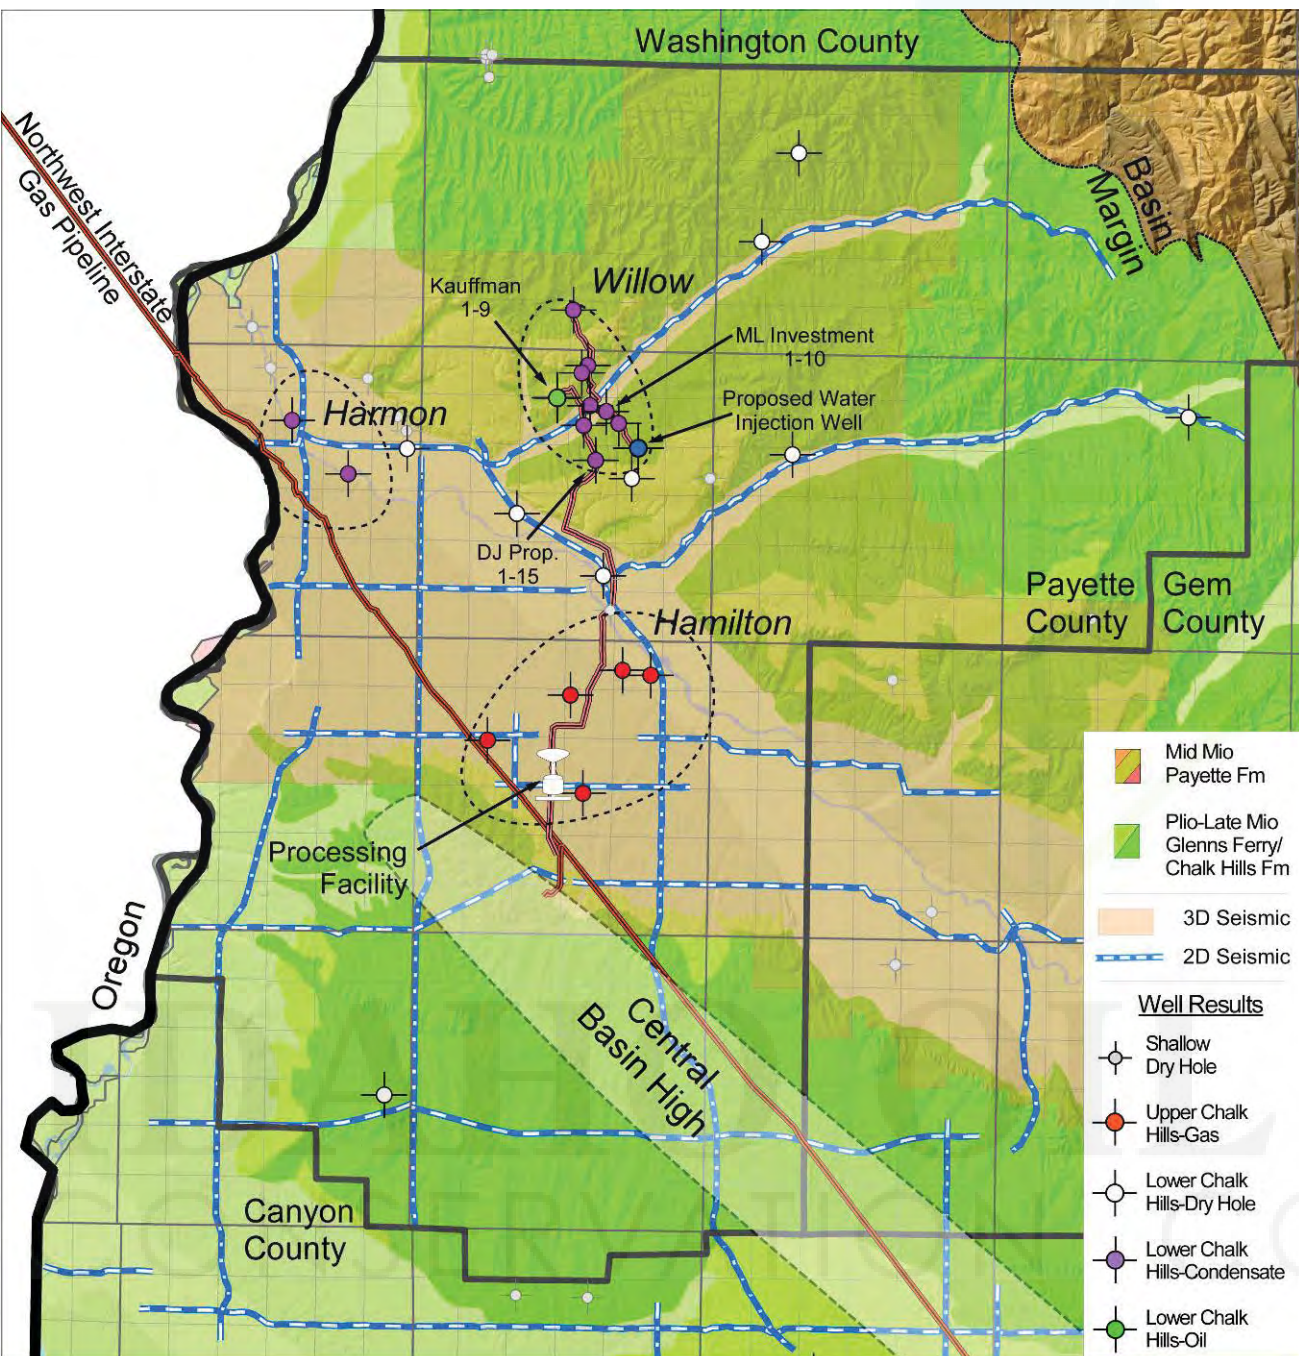 Washington County
Northwest Interstate
Gas Pipeline
Basin
Margin
Willow
Kauffman
1-9
ML Investment
1-10
Proposed Water
Injection Well
Harmon
DJ Prop.
1-15
Payette
County
Gem
County
Hamilton
Processing
Facility
Oregon
Central
Basin High
Canyon
County
Mid Mio
Payette Fm
Plio-Late Mio
Glenns Ferry/
Chalk Hills Fm
3D Seismic
2D Seismic
Well Results
Shallow
Dry Hole
Upper Chalk
Hills-Gas
Lower Chalk
Hills-Dry Hole
Lower Chalk
Hills-Condensate
Lower Chalk
Hills-Oil
IDAHO OIL
CONSERVATION CO